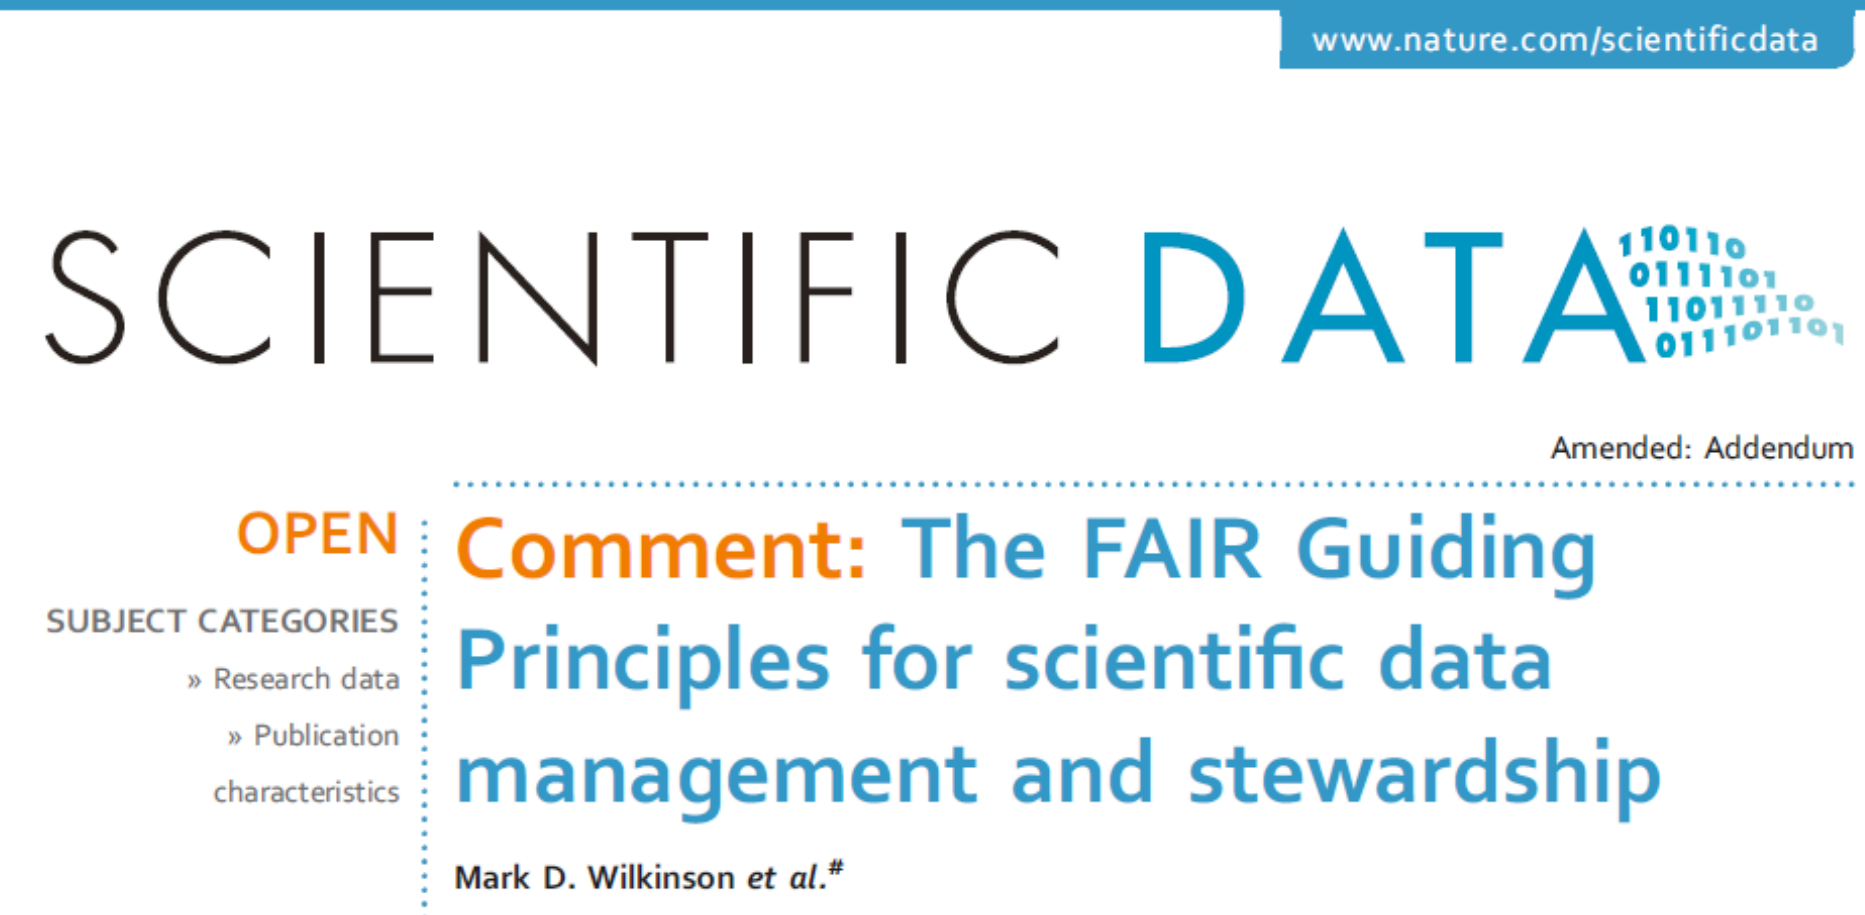 www.nature.com/scientificdata
SCIENTIFIC DATA
110110
0111101
11011110
011101101
Amended: Addendum
OPEN
SUBJECT CATEGORIES
» Research data
» Publication
characteristics
Comment: The FAIR Guiding
Principles for scientific data
management and stewardship
Mark D. Wilkinson et al.#